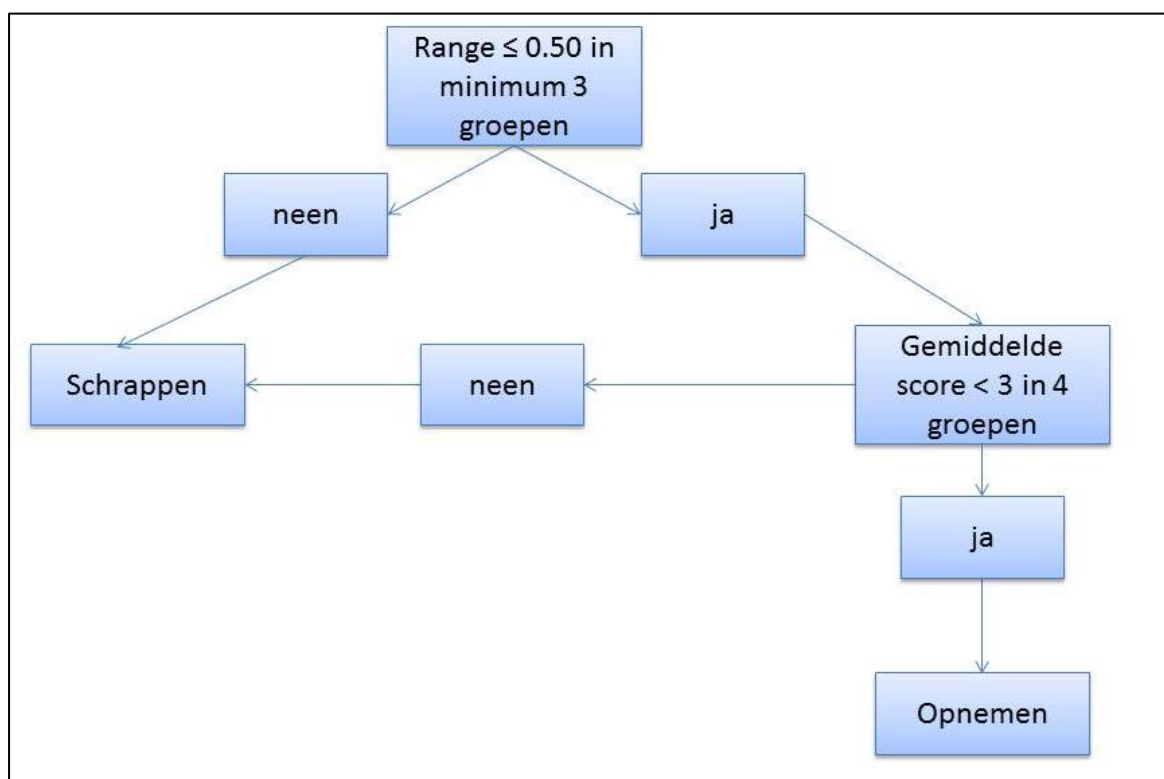 Range ≤ 0.50 in
minimum 3
groepen
neen
ja
Schrappen
neen
Gemiddelde
score < 3 in 4
groepen
ja
Opnemen